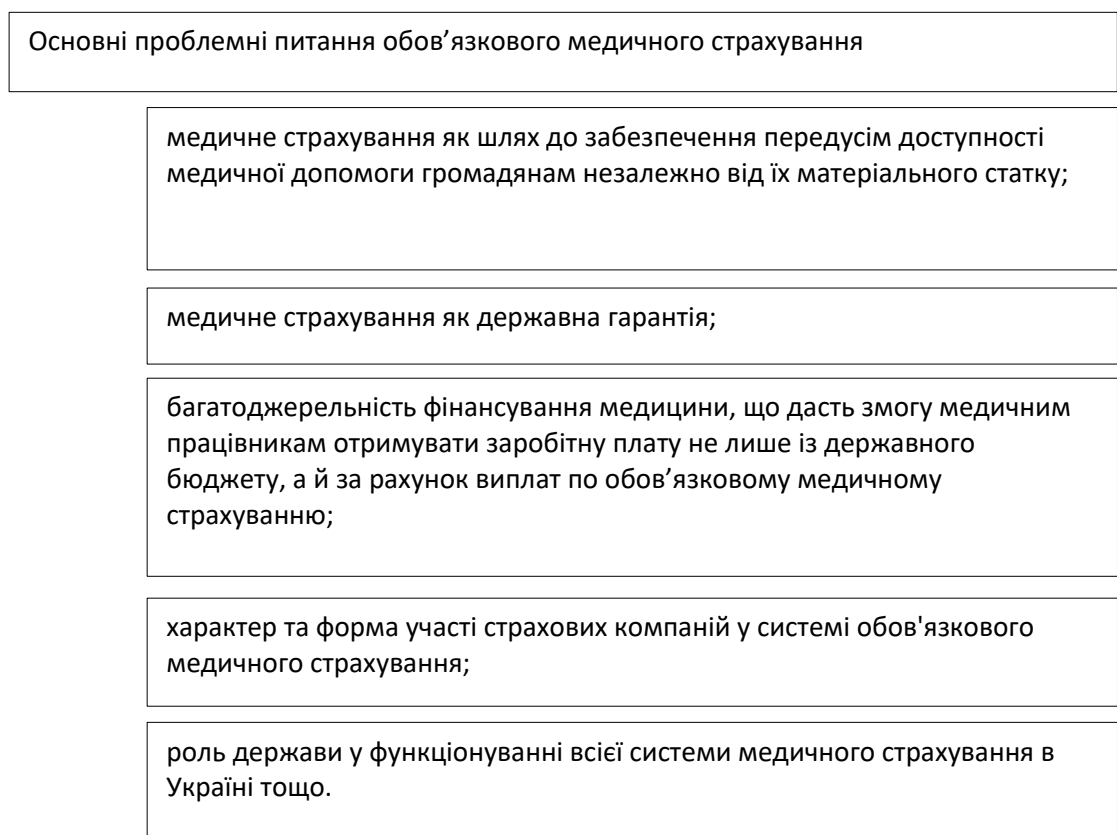 Основні проблемні питання обов’язкового медичного страхування
медичне страхування як шлях до забезпечення передусім доступності
медичної допомоги громадянам незалежно від їх матеріального статку;
медичне страхування як державна гарантія;
багатоджерельність фінансування медицини, що дасть змогу медичним
працівникам отримувати заробітну плату не лише із державного
бюджету, а й за рахунок виплат по обов’язковому медичному
страхуванню;
характер та форма участі страхових компаній у системі обов'язкового
медичного страхування;
роль держави у функціонуванні всієї системи медичного страхування в
Україні тощо.